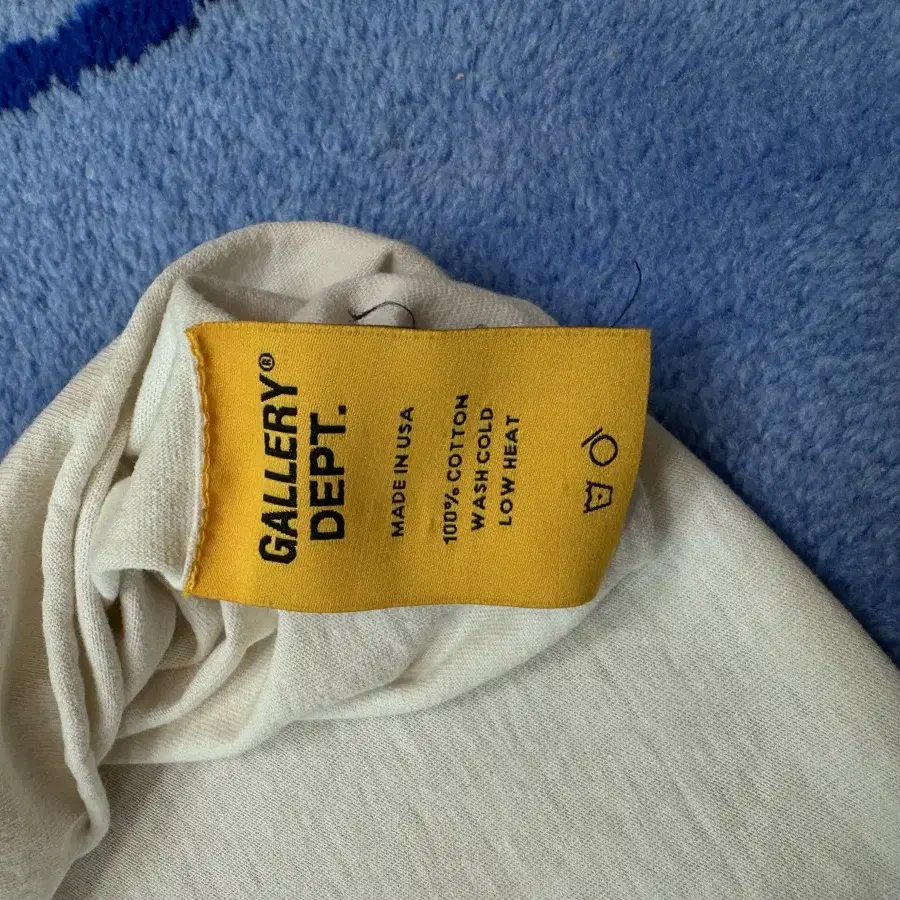 GALLERY®
DEPT.
MADE IN USA
100% COTTON
WASH COLD
LOW HEAT